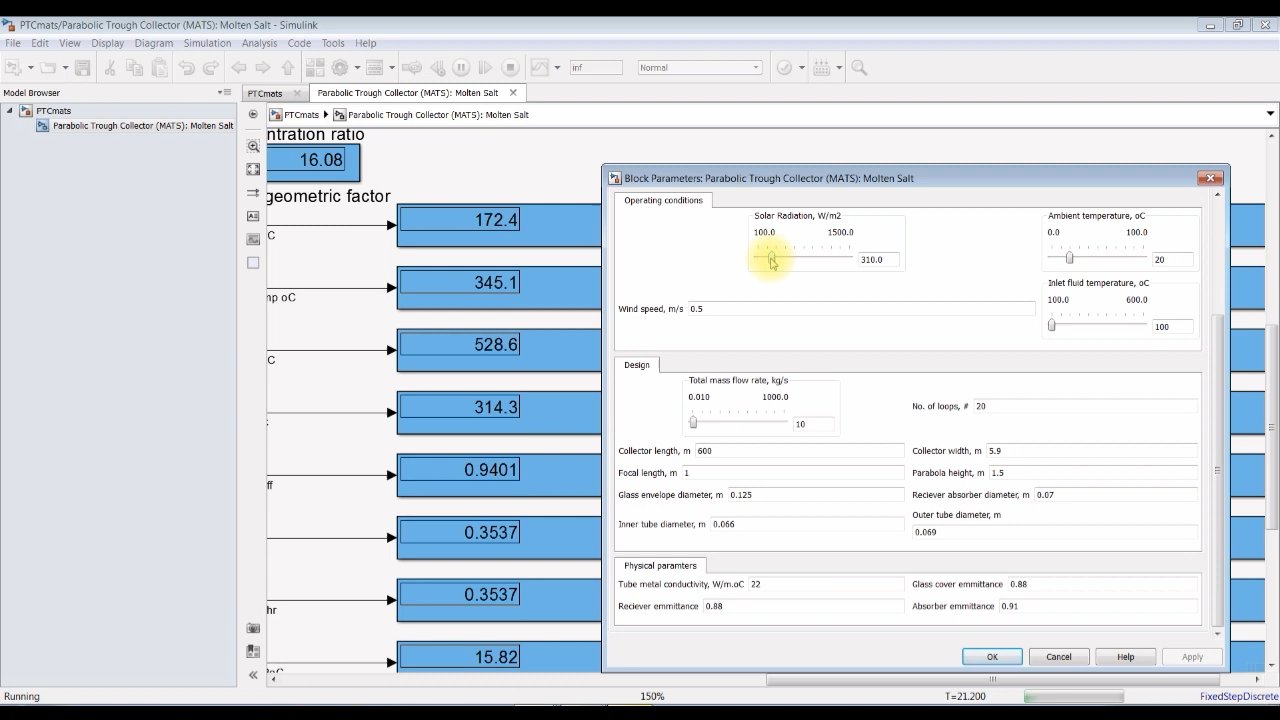 PTCmats/Parabolic Trough Collector (MATS): Molten Salt - Simulink
File Edit View Display Diagram Simulation Analysis Code Tools Help
inf Normal
Model Browser
PTCmats Parabolic Trough Collector (MATS): Molten Salt
PTCmats
Parabolic Trough Collector (MATS): Molten Salt
PTCmats Parabolic Trough Collector (MATS): Molten Salt
ntration ratio
16.08
geometric factor
172.4
C
345.1
np oC
528.6
C
314.3
0.9401
ff
0.3537
0.3537
hr
15.82
Block Parameters: Parabolic Trough Collector (MATS): Molten Salt
Operating conditions
Solar Radiation, W/m2
100.0 1500.0
310.0
Ambient temperature, oC
0.0 100.0
20
Inlet fluid temperature, oC
100.0 600.0
100
Wind speed, m/s 0.5
Design
Total mass flow rate, kg/s
0.010 1000.0
10
No. of loops, # 20
Collector length, m 600 Collector width, m 5.9
Focal length, m 1 Parabola height, m 1.5
Glass envelope diameter, m 0.125 Reciever absorber diameter, m 0.07
Inner tube diameter, m 0.066
Outer tube diameter, m
0.069
Physical paramters
Tube metal conductivity, W/m.oC 22 Glass cover emmittance 0.88
Reciever emmittance 0.88 Absorber emmittance 0.91
OK Cancel Help Apply
Running 150% T=21.200 FixedStepDiscrete